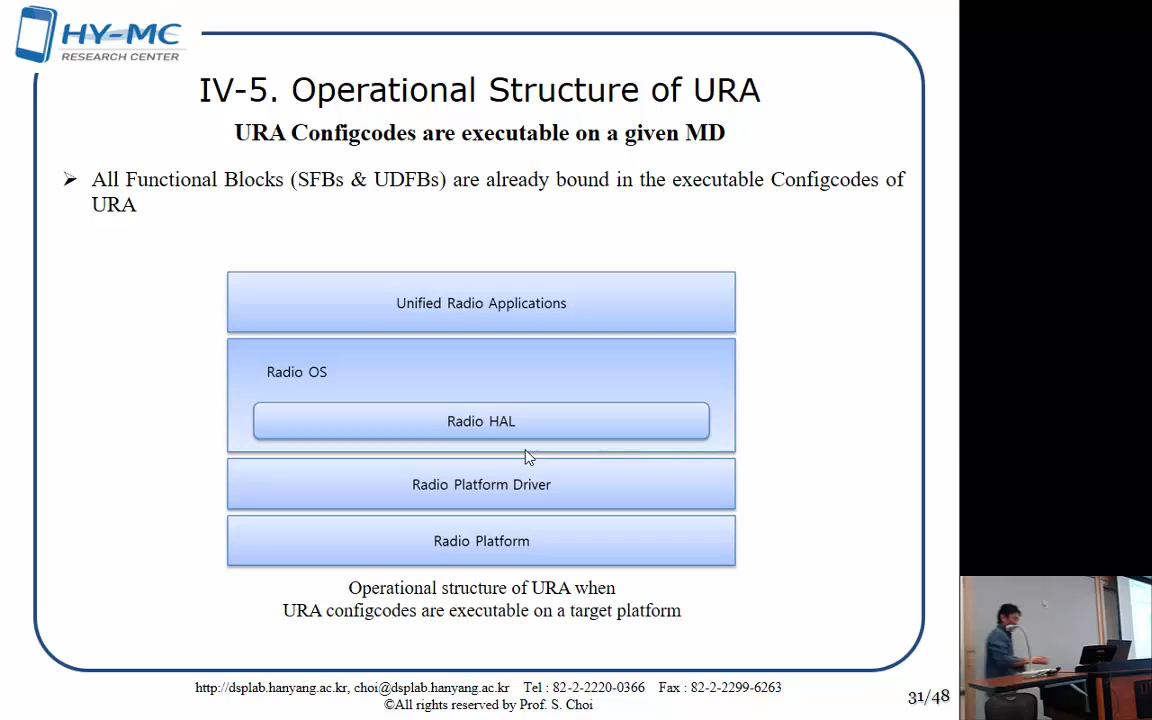 HY-MC
RESEARCH CENTER
IV-5. Operational Structure of URA
URA Configcodes are executable on a given MD
All Functional Blocks (SFBs & UDFBs) are already bound in the executable Configcodes of
URA
Unified Radio Applications
Radio OS
Radio HAL
Radio Platform Driver
Radio Platform
Operational structure of URA when
URA configcodes are executable on a target platform
http://dsplab.hanyang.ac.kr, choi@dsplab.hanyang.ac.kr Tel : 82-2-2220-0366 Fax : 82-2-2299-6263
©All rights reserved by Prof. S. Choi
31/48